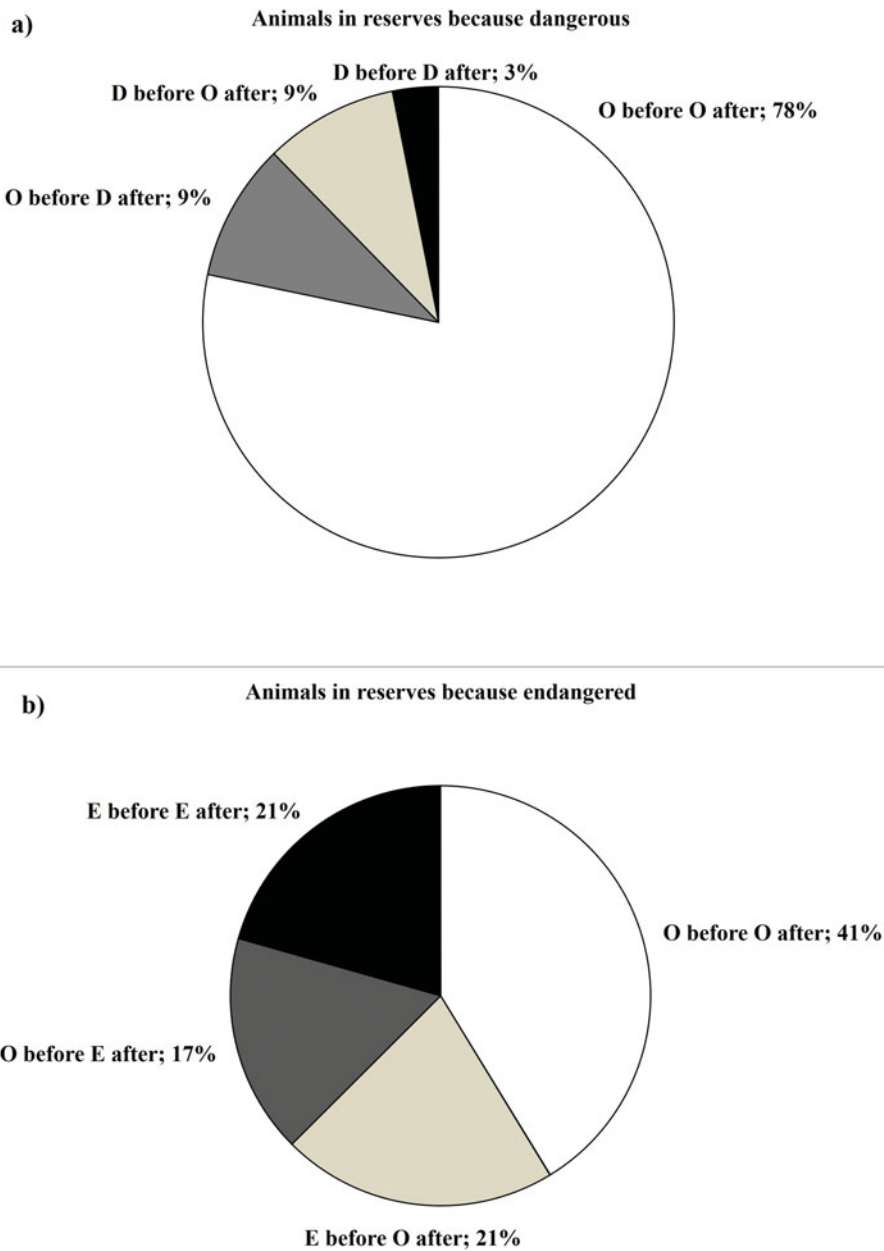 a)
Animals in reserves because dangerous
D before D after; 3%
D before O after; 9%
O before O after; 78%
O before D after; 9%
b)
Animals in reserves because endangered
E before E after; 21%
O before O after; 41%
O before E after; 17%
E before O after; 21%